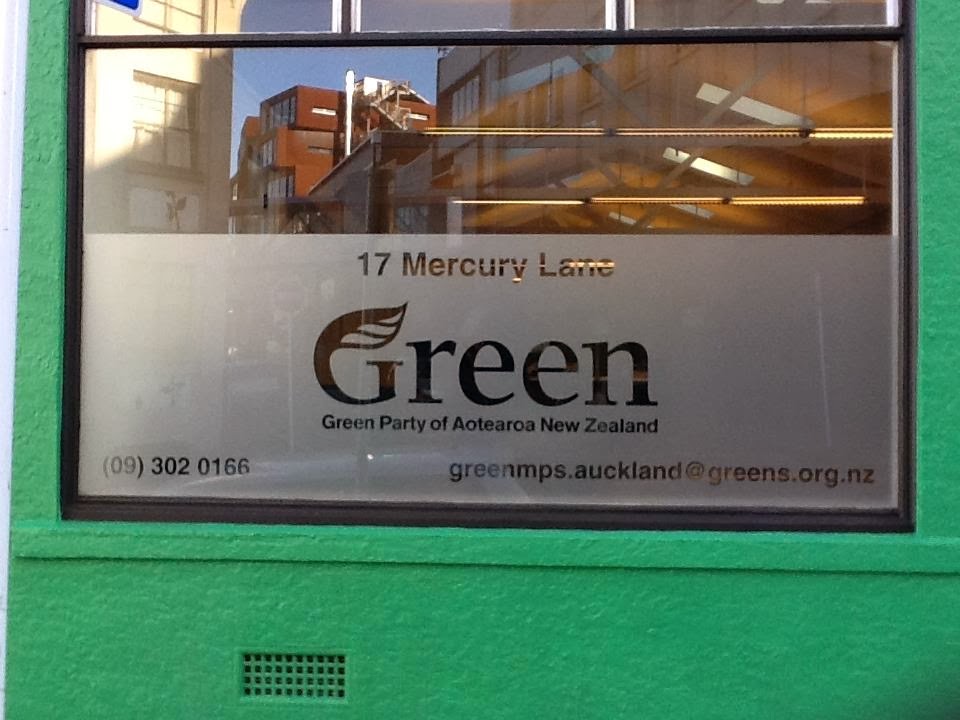 17 Mercury Lane
Green
Green Party of Aotearoa New Zealand
(09) 302 0166
greenmps.auckland@greens.org.nz